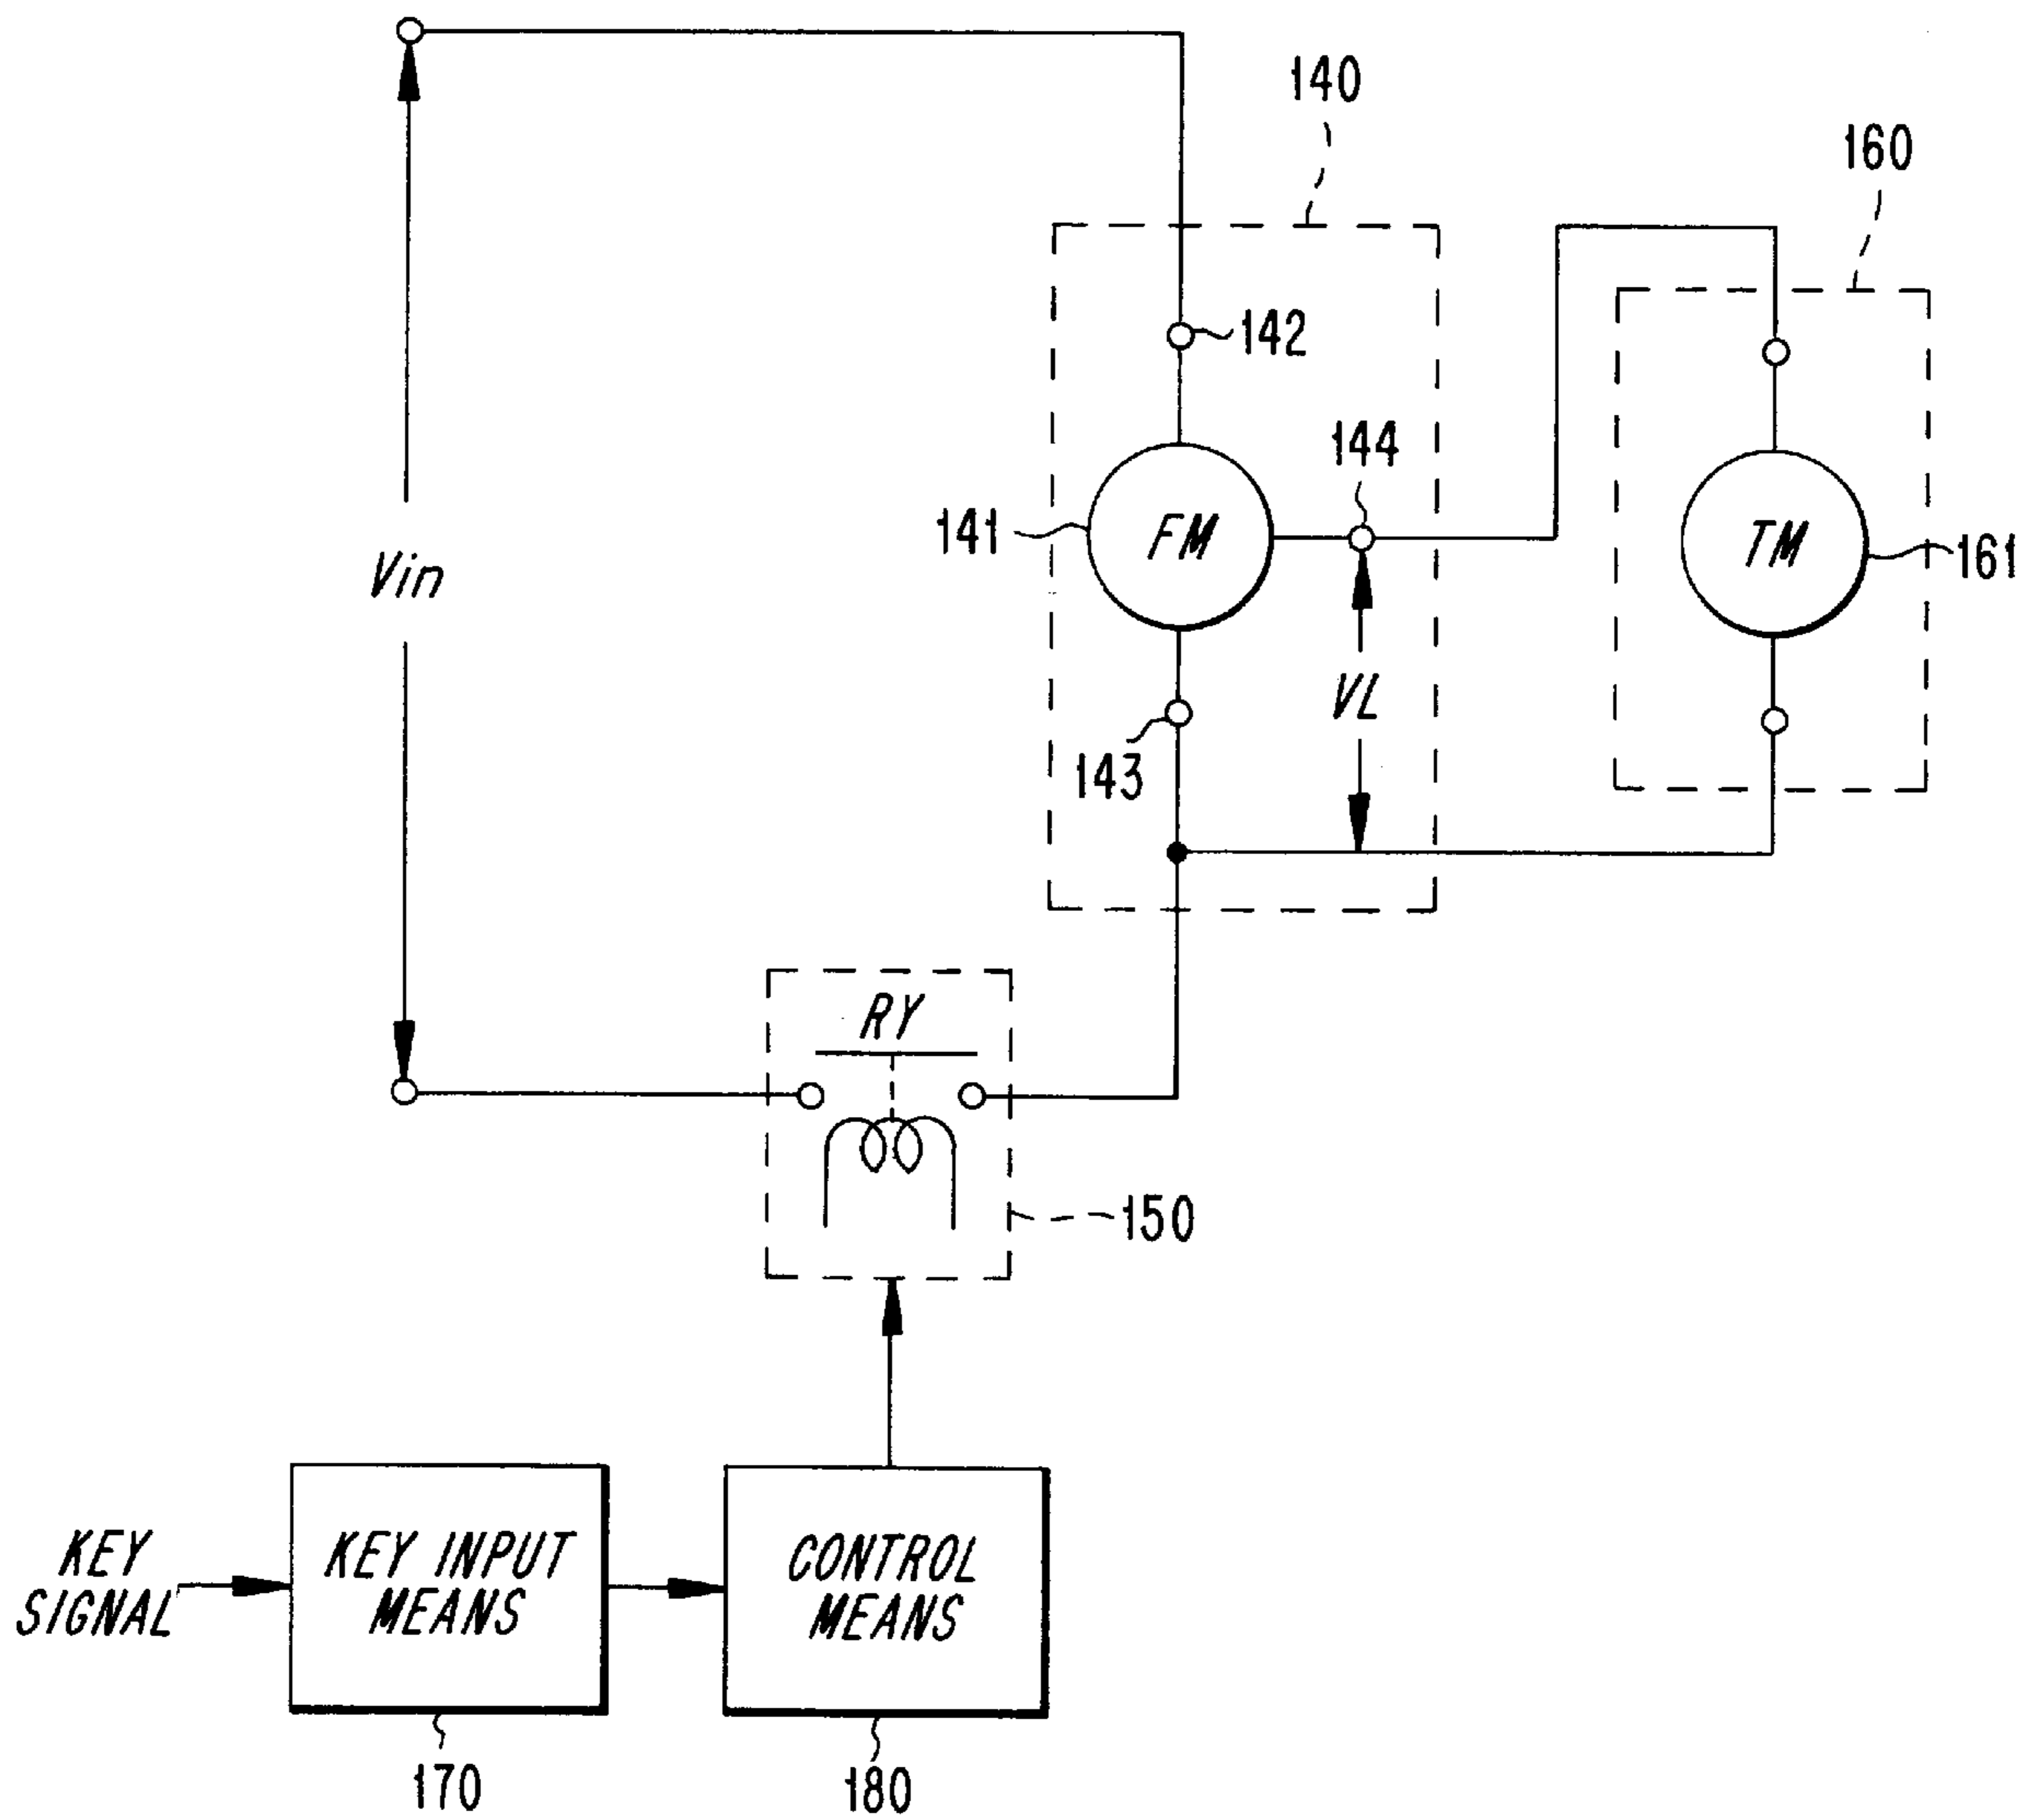 140
160
142
144
141
FM
TM
161
Vin
VL
143
RY
150
KEY
SIGNAL
KEY INPUT
MEANS
CONTROL
MEANS
170
180